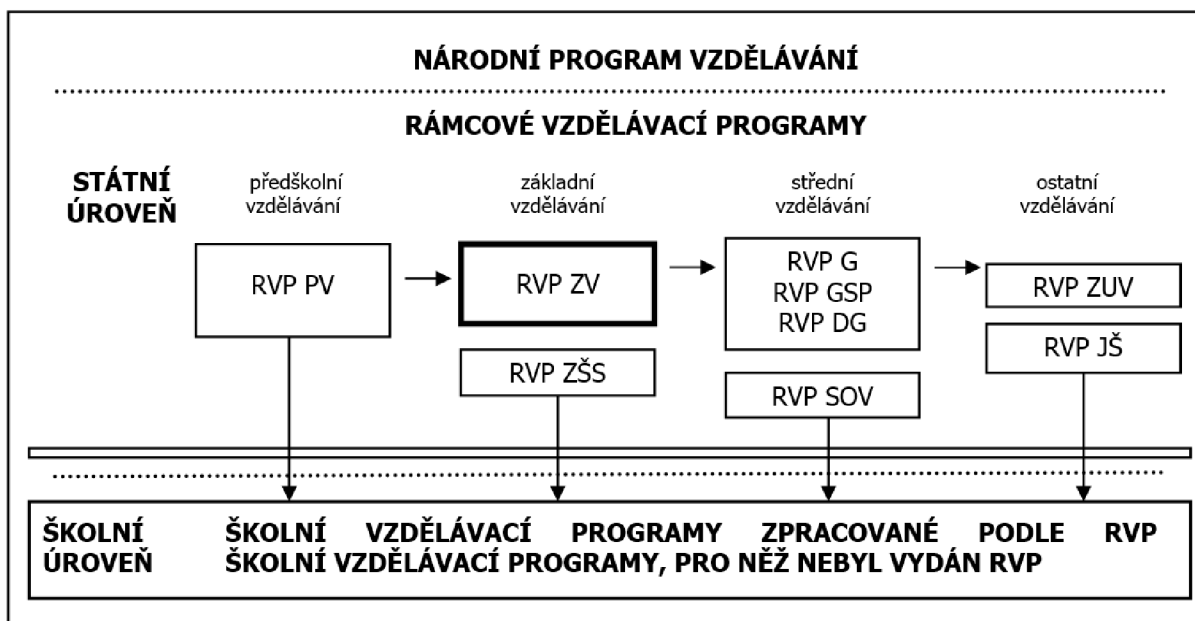 NÁRODNÍ PROGRAM VZDĚLÁVÁNÍ
RÁMCOVÉ VZDĚLÁVACÍ PROGRAMY
STÁTNÍ
ÚROVEŇ
předškolní
vzdělávání
základní
vzdělávání
střední
vzdělávání
ostatní
vzdělávání
RVP PV
RVP ZV
RVP G
RVP GSP
RVP DG
RVP ZUV
RVP ZŠS
RVP SOV
RVP JŠ
ŠKOLNÍ
ÚROVEŇ
ŠKOLNÍ VZDĚLÁVACÍ PROGRAMY ZPRACOVANÉ PODLE RVP
ŠKOLNÍ VZDĚLÁVACÍ PROGRAMY, PRO NĚŽ NEBYL VYDÁN RVP